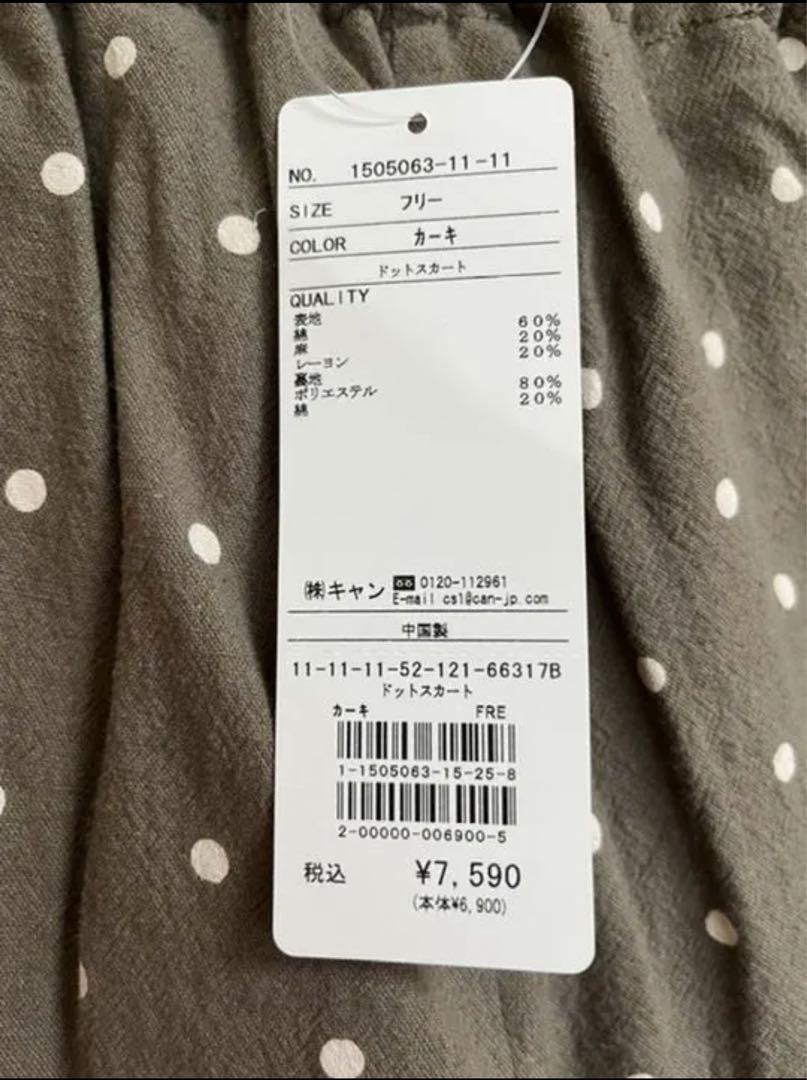 NO. 1505063-11-11
SIZE フリー
COLOR カーキ
ドットスカート
QUALITY
表地
綿 60%
麻 20%
レーヨン 20%
裏地
ポリエステル 80%
綿 20%
㈱キャン 0120-112961
E-mail cs1@can-jp.com
中国製
11-11-11-52-121-66317B
ドットスカート
カーキ FRE
1-1505063-15-25-8
2-00000-006900-5
税込 ¥7,590
(本体¥6,900)